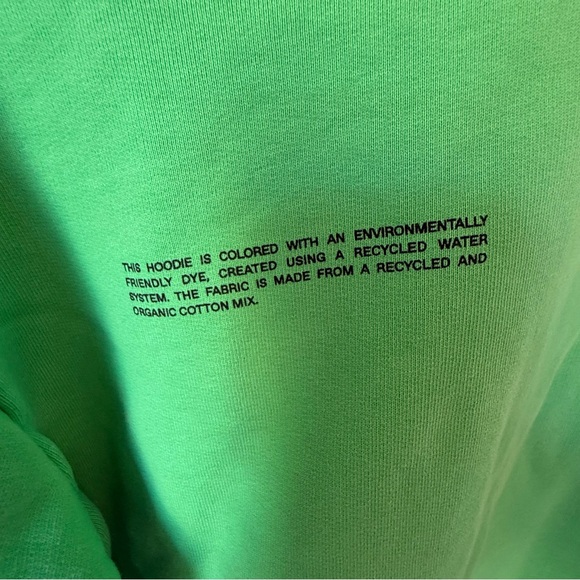 THIS HOODIE IS COLORED WITH AN ENVIRONMENTALLY
FRIENDLY DYE, CREATED USING A RECYCLED WATER
SYSTEM. THE FABRIC IS MADE FROM A RECYCLED AND
ORGANIC COTTON MIX.